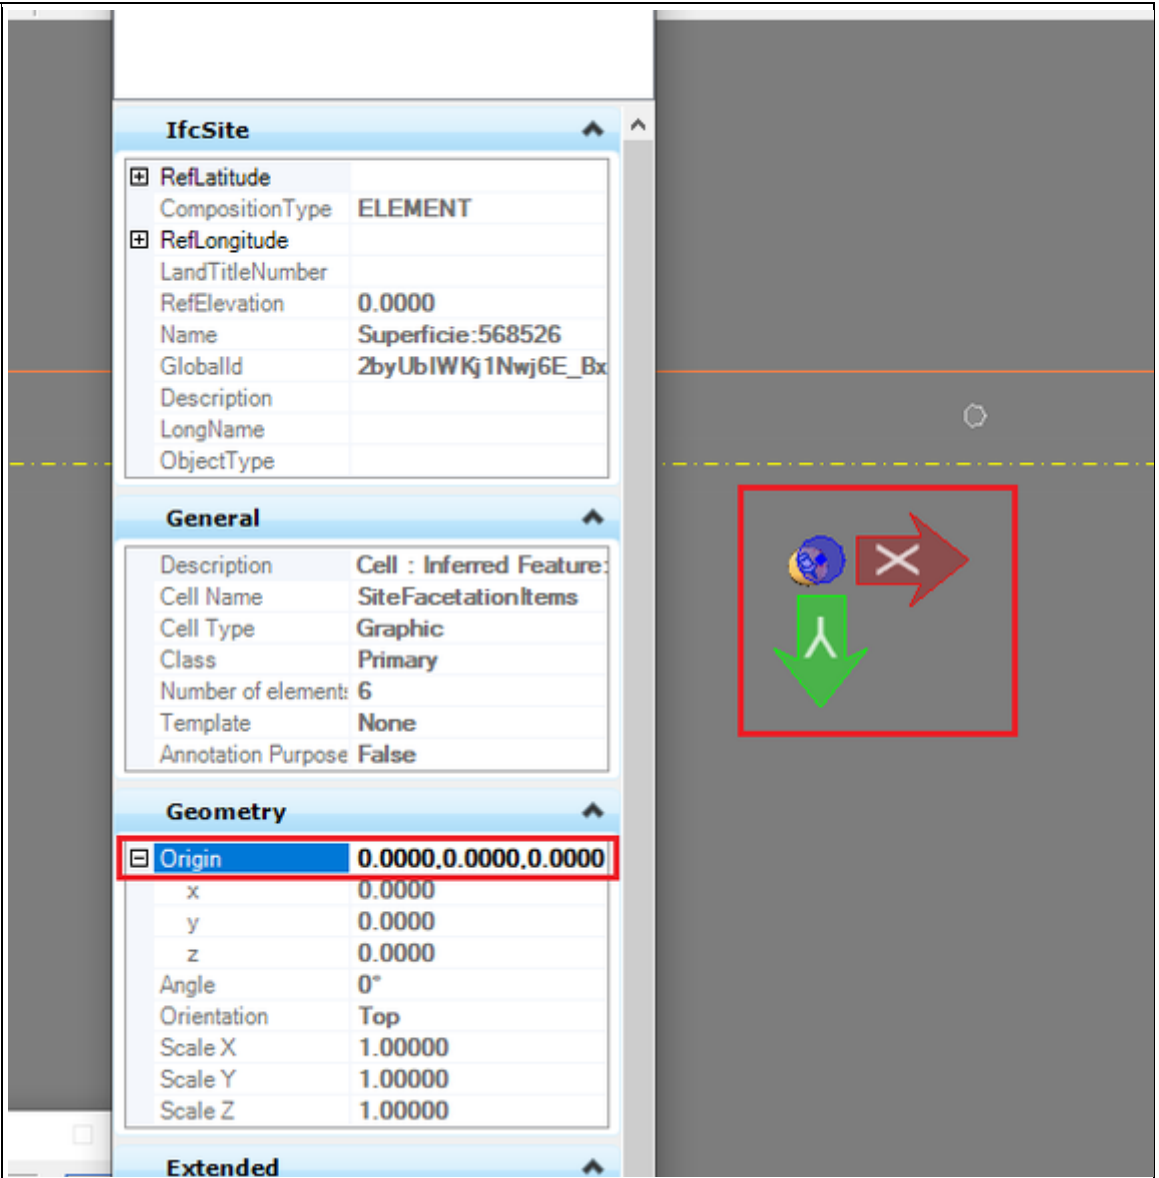 IfcSite
RefLatitude
CompositionType ELEMENT
RefLongitude
LandTitleNumber
RefElevation 0.0000
Name Superficie:568526
GlobalId 2byUbIWKj1Nwj6E_Bx
Description
LongName
ObjectType
General
Description Cell : Inferred Feature:
Cell Name SiteFacetationItems
Cell Type Graphic
Class Primary
Number of elements 6
Template None
Annotation Purpose False
Geometry
Origin 0.0000,0.0000,0.0000
x 0.0000
y 0.0000
z 0.0000
Angle 0°
Orientation Top
Scale X 1.00000
Scale Y 1.00000
Scale Z 1.00000
Extended
X
Y